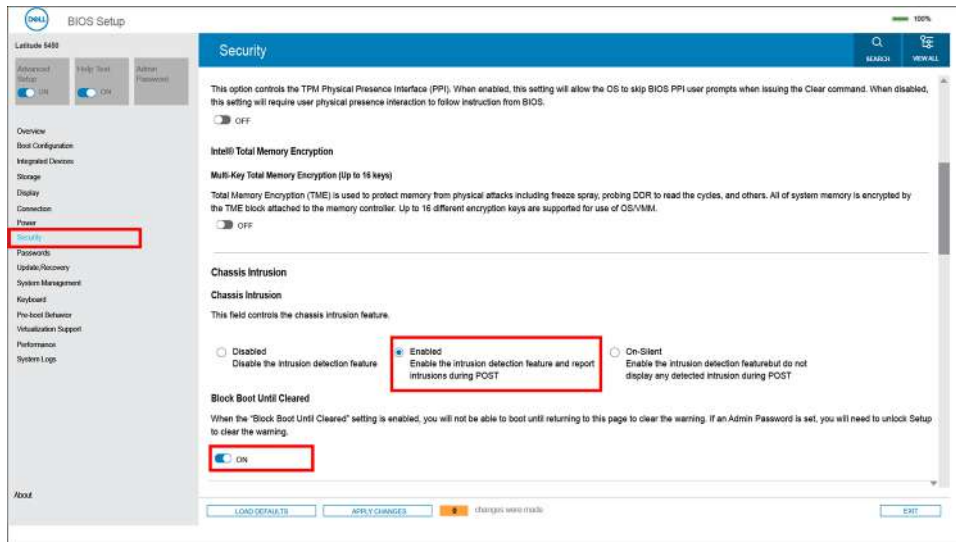 DELL
BIOS Setup
100%
Latitude 5400
Advanced
Setup
ON
Help Text
ON
Admin
Password
Security
SEARCH
VIEW ALL
Overview
Boot Configuration
Integrated Devices
Storage
Display
Connection
Power
Security
Passwords
Update,Recovery
System Management
Keyboard
Pre-boot Behavior
Virtualization Support
Performance
System Logs
About
This option controls the TPM Physical Presence Interface (PPI). When enabled, this setting will allow the OS to skip BIOS PPI user prompts when issuing the Clear command. When disabled,
this setting will require user physical presence interaction to follow instruction from BIOS.
OFF
Intel® Total Memory Encryption
Multi-Key Total Memory Encryption (Up to 16 keys)
Total Memory Encryption (TME) is used to protect memory from physical attacks including freeze spray, probing DDR to read the cycles, and others. All of system memory is encrypted by
the TME block attached to the memory controller. Up to 16 different encryption keys are supported for use of OS/VMM.
OFF
Chassis Intrusion
Chassis Intrusion
This field controls the chassis intrusion feature.
Disabled
Disable the intrusion detection feature
Enabled
Enable the intrusion detection feature and report
intrusions during POST
On-Silent
Enable the intrusion detection featurebut do not
display any detected intrusion during POST
Block Boot Until Cleared
When the "Block Boot Until Cleared" setting is enabled, you will not be able to boot until returning to this page to clear the warning. If an Admin Password is set, you will need to unlock Setup
to clear the warning.
ON
LOAD DEFAULTS
APPLY CHANGES
0
changes were made
EXIT